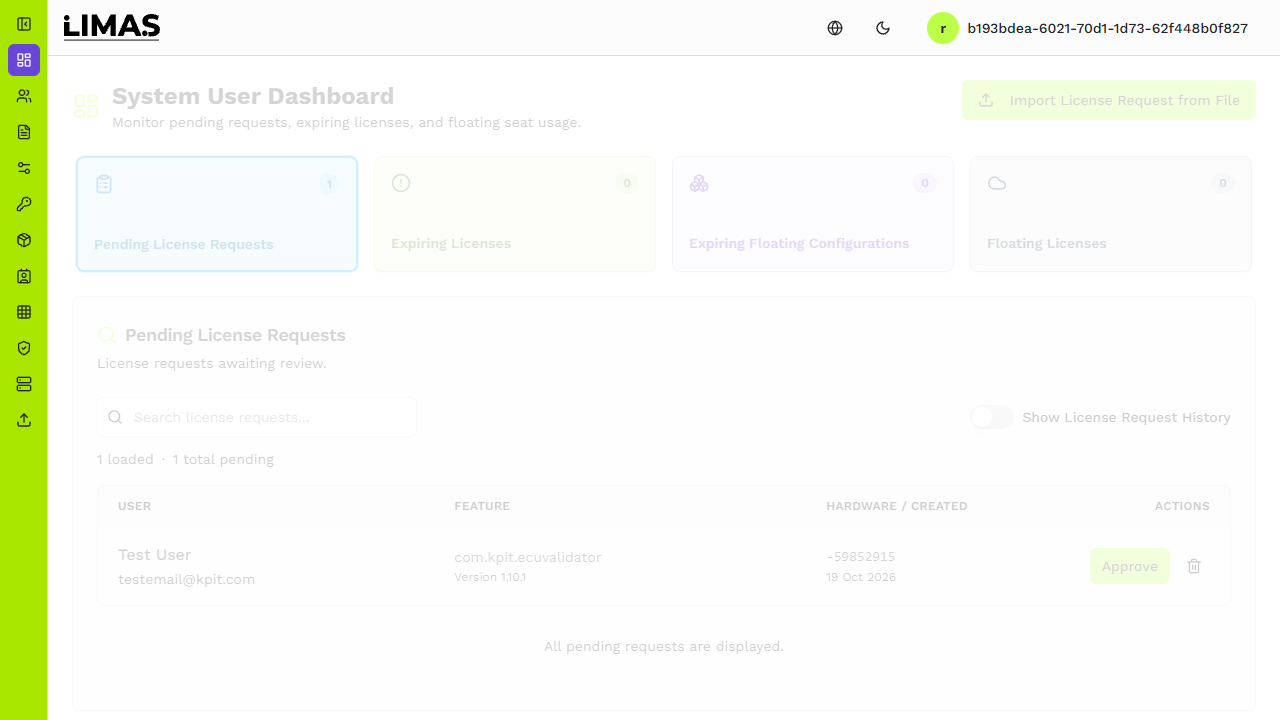 LIMAS
r b193bdea-6021-70d1-1d73-62f448b0f827
System User Dashboard
Monitor pending requests, expiring licenses, and floating seat usage.
Import License Request from File
1
Pending License Requests
0
Expiring Licenses
0
Expiring Floating Configurations
0
Floating Licenses
Pending License Requests
License requests awaiting review.
Search license requests...
Show License Request History
1 loaded · 1 total pending
USER FEATURE HARDWARE / CREATED ACTIONS
Test User com.kpit.ecuvalidator -59852915
testemail@kpit.com Version 1.10.1 19 Oct 2026
Approve
All pending requests are displayed.